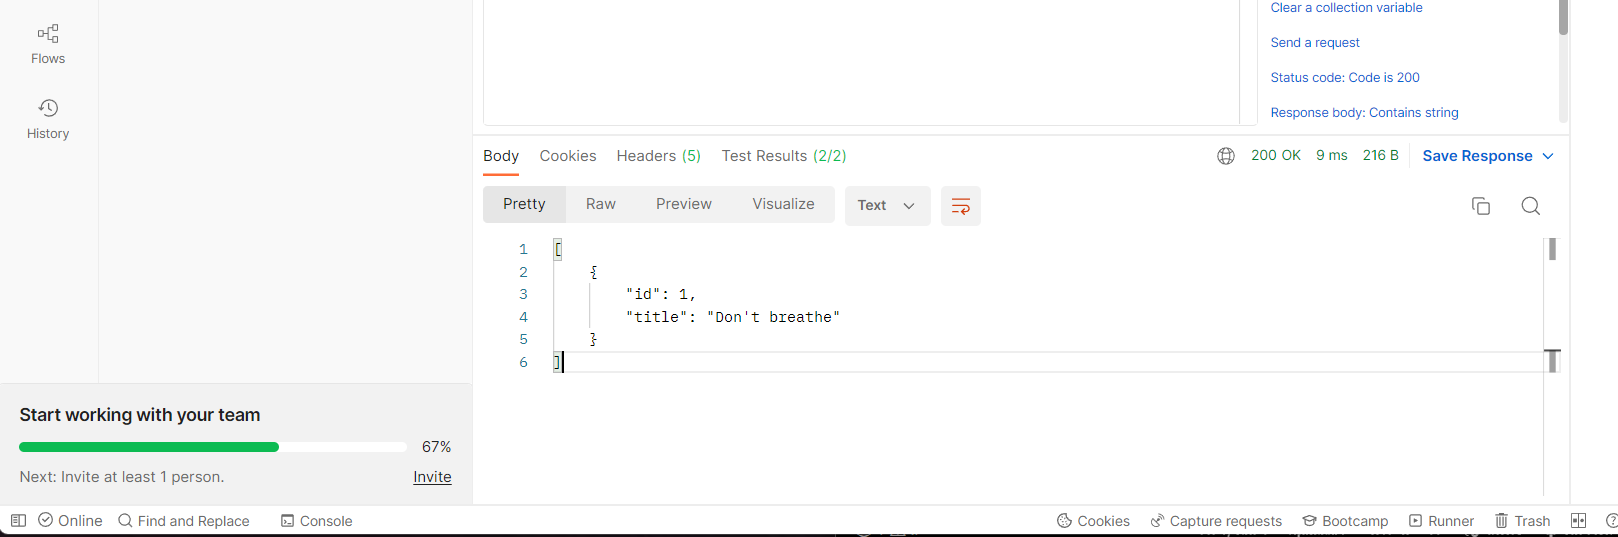 Flows
History
Clear a collection variable
Send a request
Status code: Code is 200
Response body: Contains string
Body Cookies Headers (5) Test Results (2/2) 200 OK 9 ms 216 B Save Response
Pretty Raw Preview Visualize Text
1 [
2 {
3 "id": 1,
4 "title": "Don't breathe"
5 }
6 ]
Start working with your team
67%
Next: Invite at least 1 person. Invite
Online Find and Replace Console Cookies Capture requests Bootcamp Runner Trash